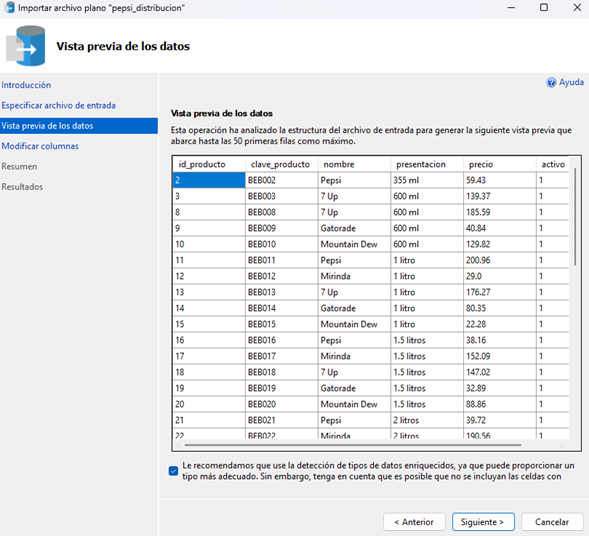 Importar archivo plano "pepsi_distribucion"
Vista previa de los datos
Introducción
Especificar archivo de entrada
Vista previa de los datos
Modificar columnas
Resumen
Resultados
Ayuda
Vista previa de los datos
Esta operación ha analizado la estructura del archivo de entrada para generar la siguiente vista previa que
abarca hasta las 50 primeras filas como máximo.
id_producto clave_producto nombre presentacion precio activo
2 BEB002 Pepsi 355 ml 59.43 1
3 BEB003 7 Up 600 ml 139.37 1
8 BEB008 7 Up 600 ml 185.59 1
9 BEB009 Gatorade 600 ml 40.84 1
10 BEB010 Mountain Dew 600 ml 129.82 1
11 BEB011 Pepsi 1 litro 200.96 1
12 BEB012 Mirinda 1 litro 29.0 1
13 BEB013 7 Up 1 litro 176.27 1
14 BEB014 Gatorade 1 litro 80.35 1
15 BEB015 Mountain Dew 1 litro 22.28 1
16 BEB016 Pepsi 1.5 litros 38.16 1
17 BEB017 Mirinda 1.5 litros 152.09 1
18 BEB018 7 Up 1.5 litros 147.02 1
19 BEB019 Gatorade 1.5 litros 32.89 1
20 BEB020 Mountain Dew 1.5 litros 88.86 1
21 BEB021 Pepsi 2 litros 39.72 1
22 BEB022 Mirinda 2 litros 190.56 1
Le recomendamos que use la detección de tipos de datos enriquecidos, ya que puede proporcionar un
tipo más adecuado. Sin embargo, tenga en cuenta que es posible que no se incluyan las celdas con
< Anterior Siguiente > Cancelar